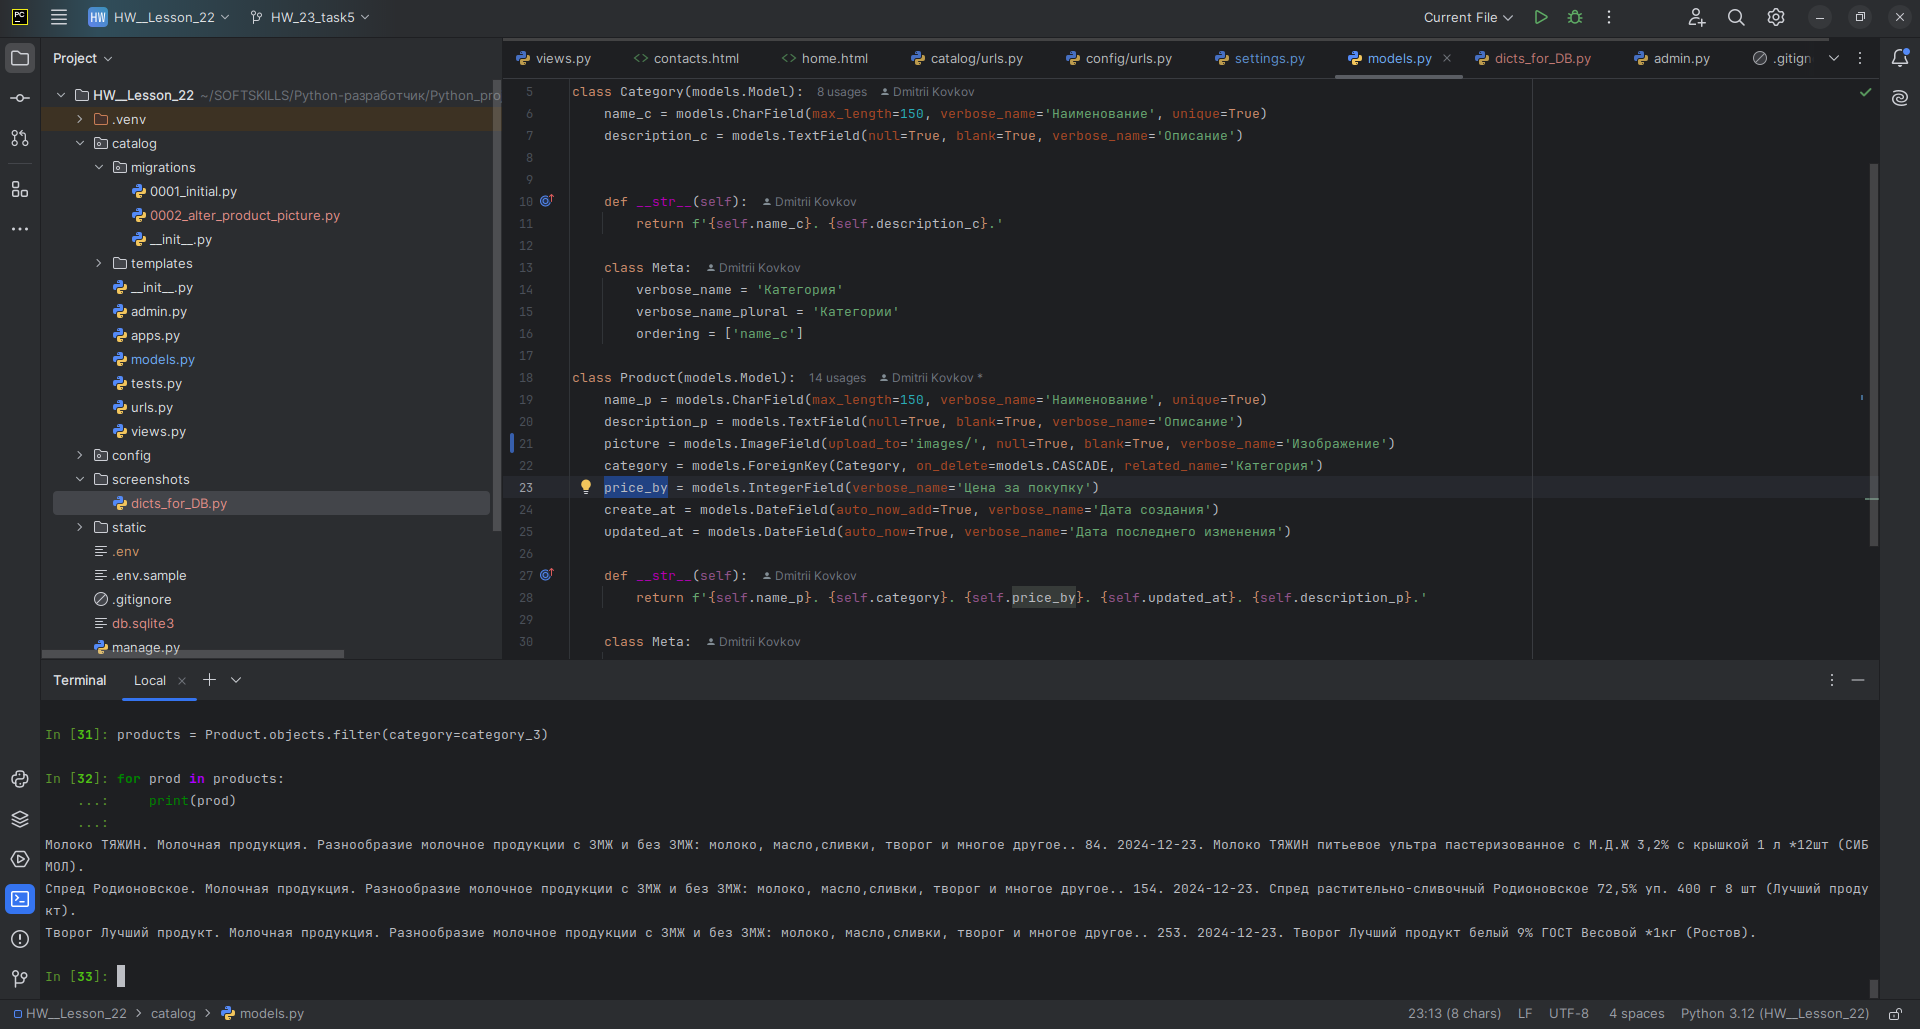 PC HW HW__Lesson_22 HW_23_task5 Current File
Project
views.py contacts.html home.html catalog/urls.py config/urls.py settings.py models.py dicts_for_DB.py admin.py .gitign
HW__Lesson_22 ~/SOFTSKILLS/Python-разработчик/Python_pro
.venv
catalog
migrations
0001_initial.py
0002_alter_product_picture.py
__init__.py
templates
__init__.py
admin.py
apps.py
models.py
tests.py
urls.py
views.py
config
screenshots
dicts_for_DB.py
static
.env
.env.sample
.gitignore
db.sqlite3
manage.py
5 class Category(models.Model): 8 usages Dmitrii Kovkov
6 name_c = models.CharField(max_length=150, verbose_name='Наименование', unique=True)
7 description_c = models.TextField(null=True, blank=True, verbose_name='Описание')
8
9
10 def __str__(self): Dmitrii Kovkov
11 return f'{self.name_c}. {self.description_c}.'
12
13 class Meta: Dmitrii Kovkov
14 verbose_name = 'Категория'
15 verbose_name_plural = 'Категории'
16 ordering = ['name_c']
17
18 class Product(models.Model): 14 usages Dmitrii Kovkov *
19 name_p = models.CharField(max_length=150, verbose_name='Наименование', unique=True)
20 description_p = models.TextField(null=True, blank=True, verbose_name='Описание')
21 picture = models.ImageField(upload_to='images/', null=True, blank=True, verbose_name='Изображение')
22 category = models.ForeignKey(Category, on_delete=models.CASCADE, related_name='Категория')
23 price_by = models.IntegerField(verbose_name='Цена за покупку')
24 create_at = models.DateField(auto_now_add=True, verbose_name='Дата создания')
25 updated_at = models.DateField(auto_now=True, verbose_name='Дата последнего изменения')
26
27 def __str__(self): Dmitrii Kovkov
28 return f'{self.name_p}. {self.category}. {self.price_by}. {self.updated_at}. {self.description_p}.'
29
30 class Meta: Dmitrii Kovkov
Terminal Local
In [31]: products = Product.objects.filter(category=category_3)
In [32]: for prod in products:
...: print(prod)
...:
Молоко ТЯЖИН. Молочная продукция. Разнообразие молочное продукции с ЗМЖ и без ЗМЖ: молоко, масло,сливки, творог и многое другое.. 84. 2024-12-23. Молоко ТЯЖИН питьевое ультра пастеризованное с М.Д.Ж 3,2% с крышкой 1 л *12шт (СИБ
МОЛ).
Спред Родионовское. Молочная продукция. Разнообразие молочное продукции с ЗМЖ и без ЗМЖ: молоко, масло,сливки, творог и многое другое.. 154. 2024-12-23. Спред растительно-сливочный Родионовское 72,5% уп. 400 г 8 шт (Лучший проду
кт).
Творог Лучший продукт. Молочная продукция. Разнообразие молочное продукции с ЗМЖ и без ЗМЖ: молоко, масло,сливки, творог и многое другое.. 253. 2024-12-23. Творог Лучший продукт белый 9% ГОСТ Весовой *1кг (Ростов).
In [33]:
HW__Lesson_22 > catalog > models.py 23:13 (8 chars) LF UTF-8 4 spaces Python 3.12 (HW__Lesson_22)